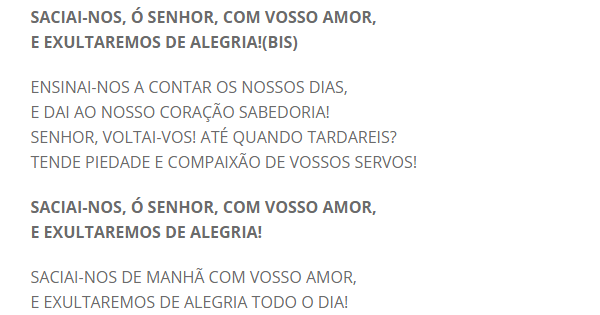 SACIAI-NOS, Ó SENHOR, COM VOSSO AMOR,
E EXULTAREMOS DE ALEGRIA!(BIS)
ENSINAI-NOS A CONTAR OS NOSSOS DIAS,
E DAI AO NOSSO CORAÇÃO SABEDORIA!
SENHOR, VOLTAI-VOS! ATÉ QUANDO TARDAREIS?
TENDE PIEDADE E COMPAIXÃO DE VOSSOS SERVOS!
SACIAI-NOS, Ó SENHOR, COM VOSSO AMOR,
E EXULTAREMOS DE ALEGRIA!
SACIAI-NOS DE MANHÃ COM VOSSO AMOR,
E EXULTAREMOS DE ALEGRIA TODO O DIA!